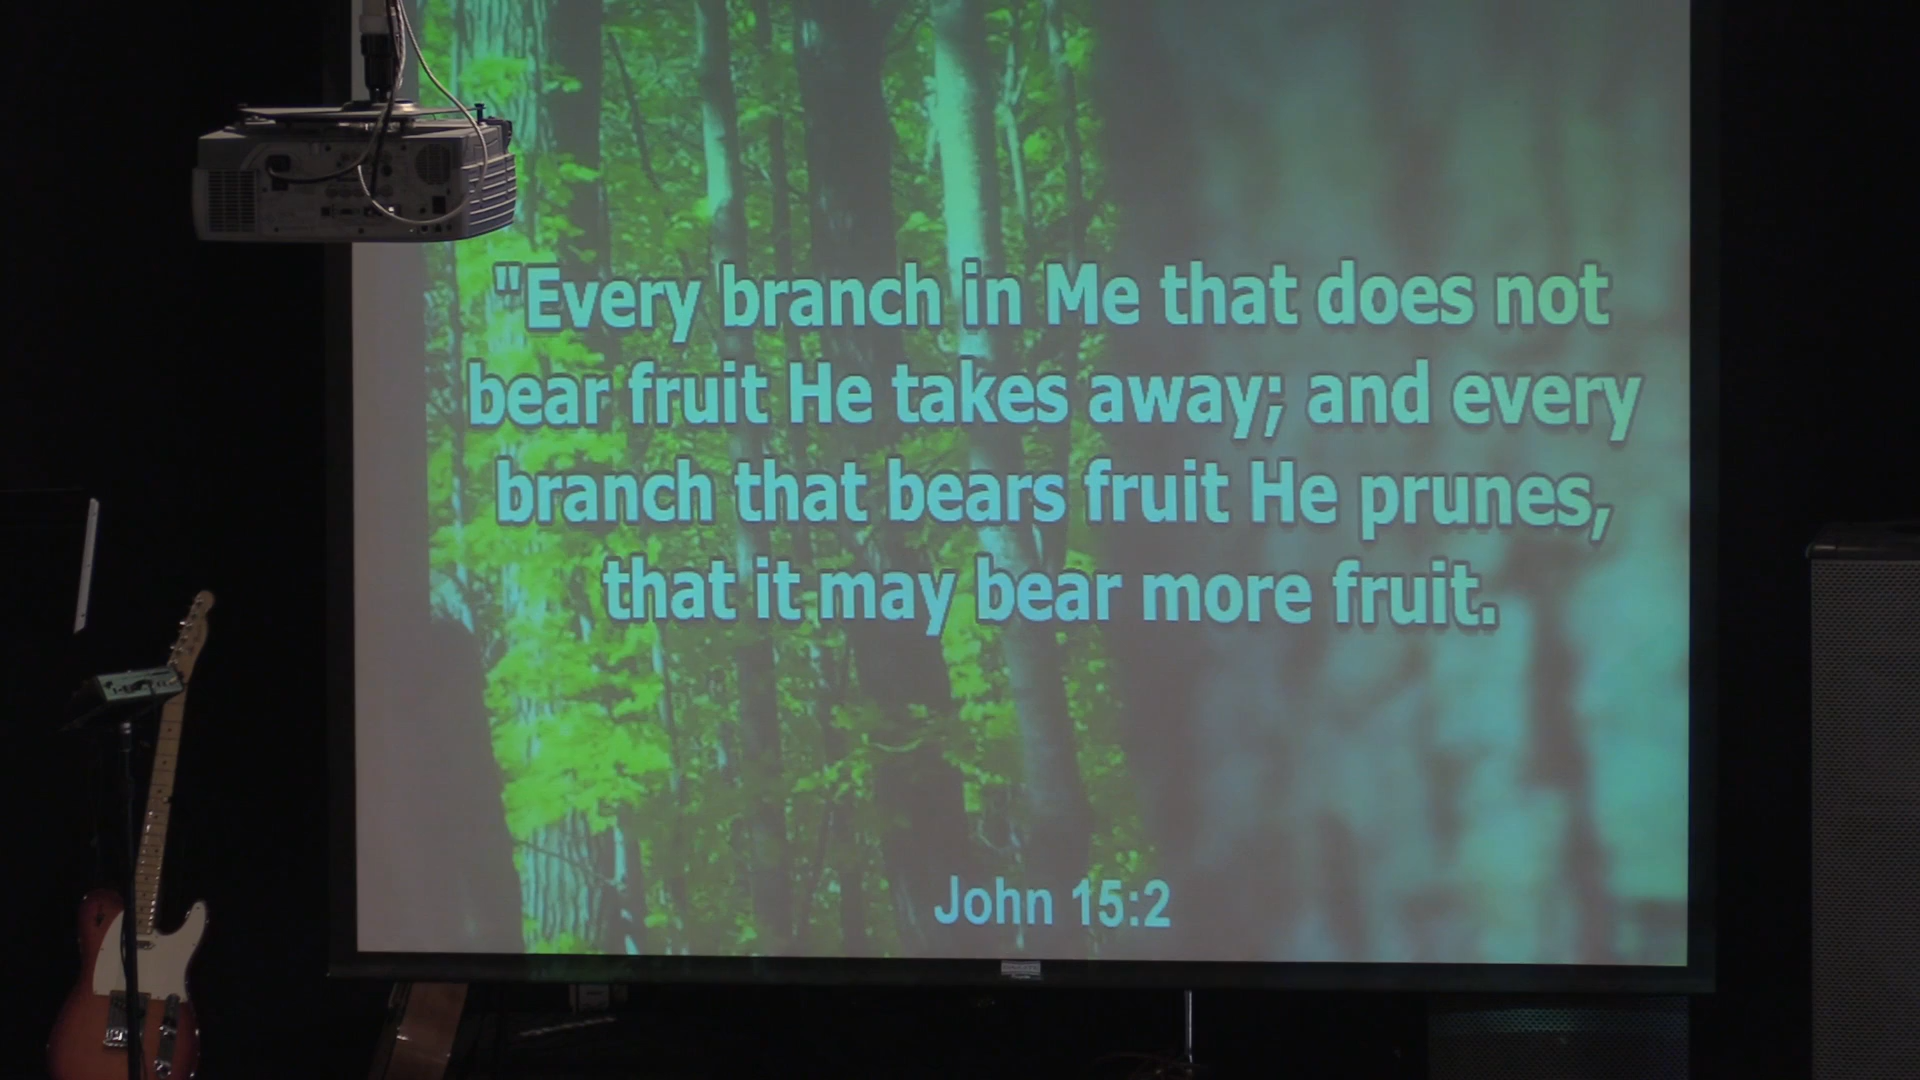 "Every branch in Me that does not
bear fruit He takes away; and every
branch that bears fruit He prunes,
that it may bear more fruit.
John 15:2